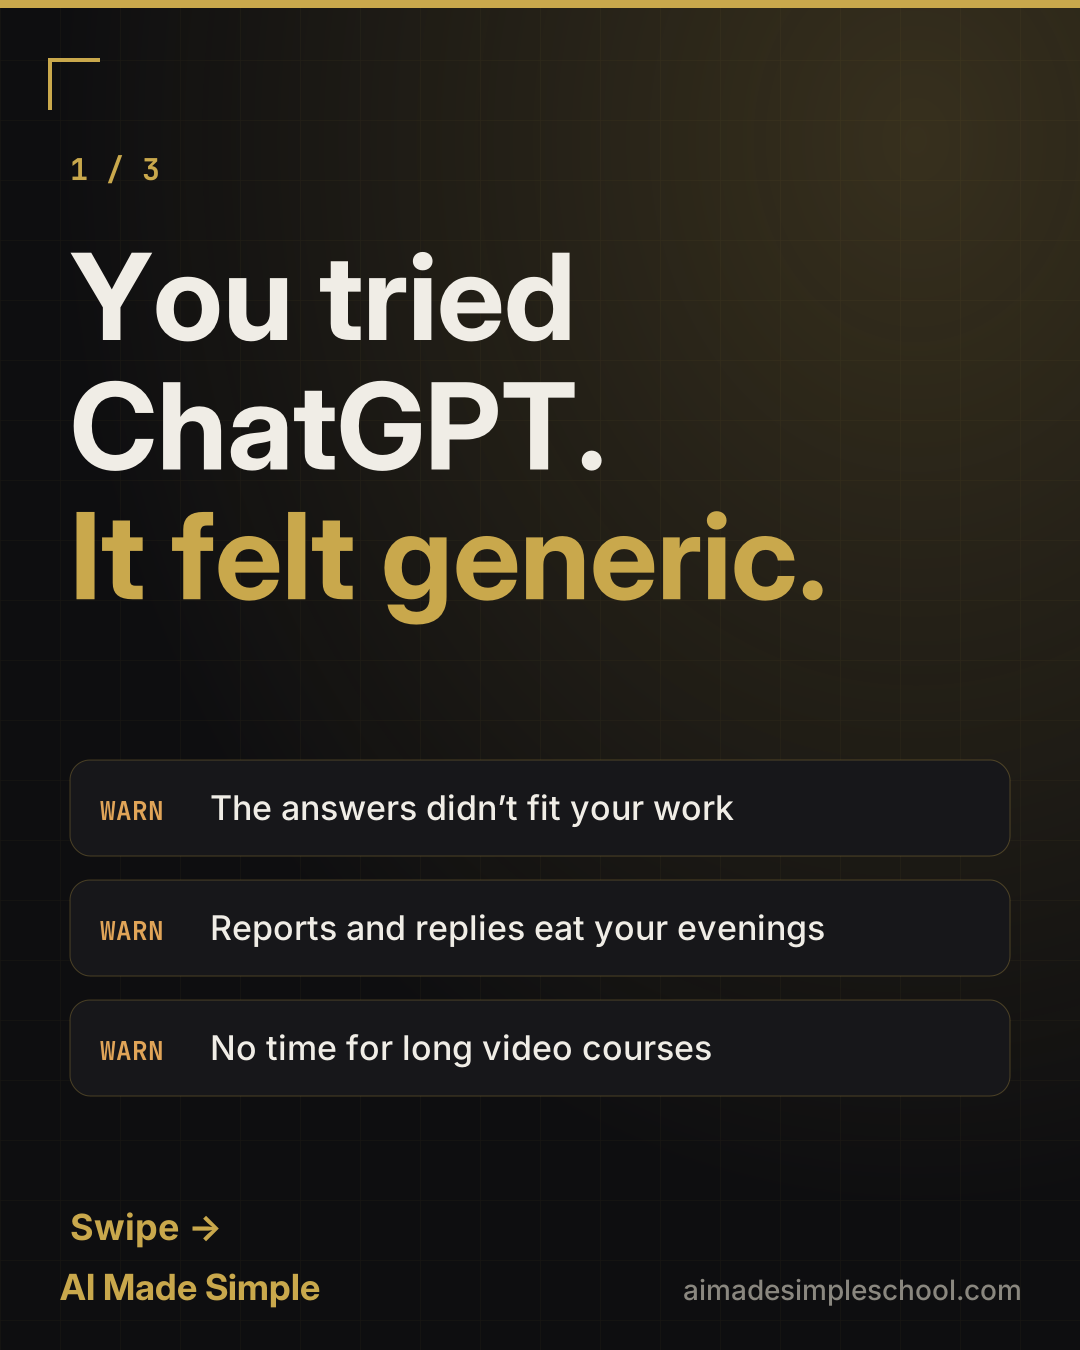 1 / 3
You tried
ChatGPT.
It felt generic.
WARN The answers didn’t fit your work
WARN Reports and replies eat your evenings
WARN No time for long video courses
Swipe →
AI Made Simple
aimadesimpleschool.com